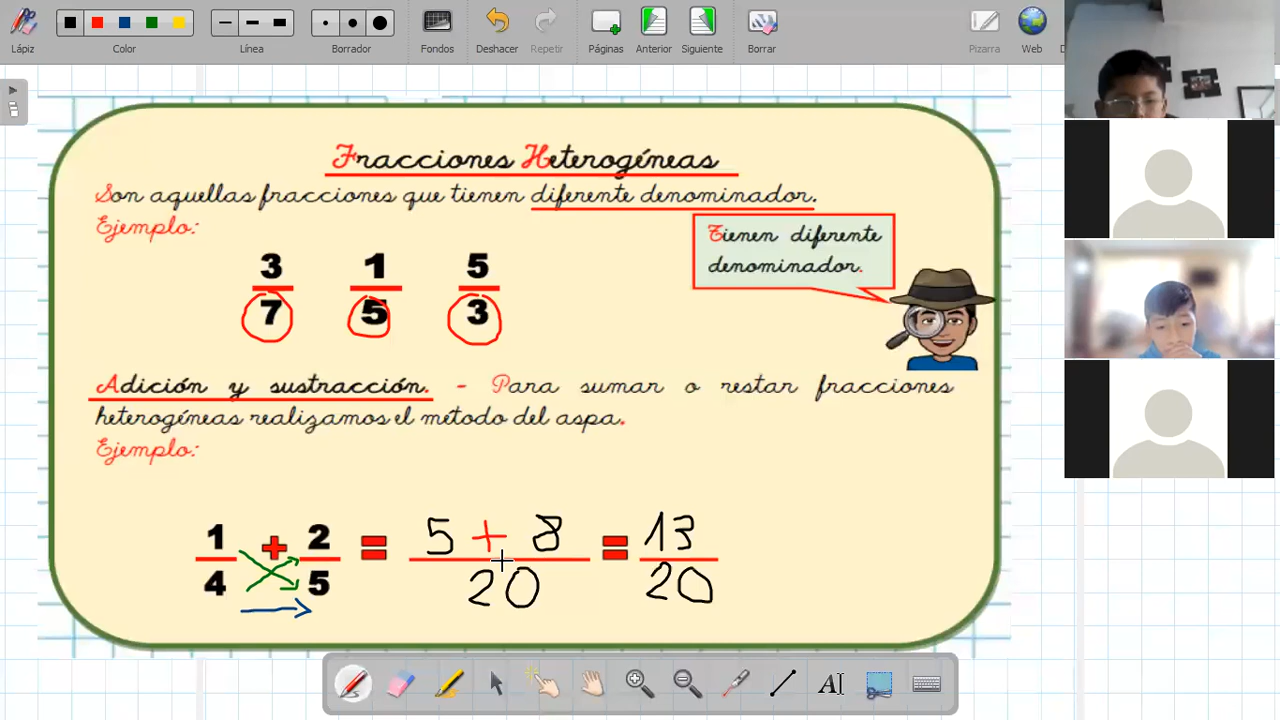 Lápiz Color Línea Borrador Fondos Deshacer Repetir Páginas Anterior Siguiente Borrar Pizarra Web
Fracciones Heterogéneas
Son aquellas fracciones que tienen diferente denominador.
Ejemplo:
Tienen diferente
denominador.
3 1 5
7 5 3
Adición y sustracción. - Para sumar o restar fracciones
heterogéneas realizamos el método del aspa.
Ejemplo:
1 + 2 = 5 + 8 = 13
4 5 20 20
AI